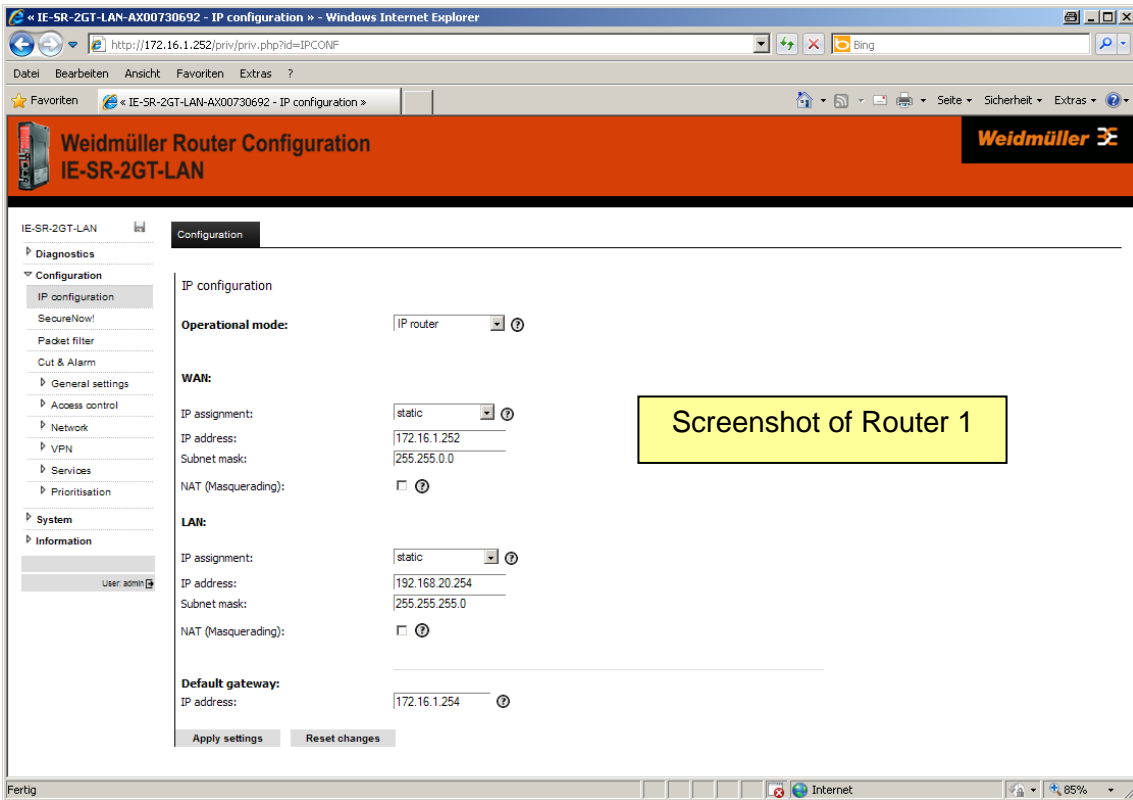 « IE-SR-2GT-LAN-AX00730692 - IP configuration » - Windows Internet Explorer
http://172.16.1.252/priv/priv.php?id=IPCONF
Bing
Datei Bearbeiten Ansicht Favoriten Extras ?
Favoriten « IE-SR-2GT-LAN-AX00730692 - IP configuration » Seite Sicherheit Extras
Weidmüller Router Configuration
IE-SR-2GT-LAN
Weidmüller
IE-SR-2GT-LAN
Diagnostics
Configuration
IP configuration
SecureNow!
Packet filter
Cut & Alarm
General settings
Access control
Network
VPN
Services
Prioritisation
System
Information
User: admin
Configuration
IP configuration
Operational mode: IP router
WAN:
IP assignment: static
IP address: 172.16.1.252
Subnet mask: 255.255.0.0
NAT (Masquerading):
LAN:
IP assignment: static
IP address: 192.168.20.254
Subnet mask: 255.255.255.0
NAT (Masquerading):
Default gateway:
IP address: 172.16.1.254
Apply settings Reset changes
Screenshot of Router 1
Fertig Internet 85%